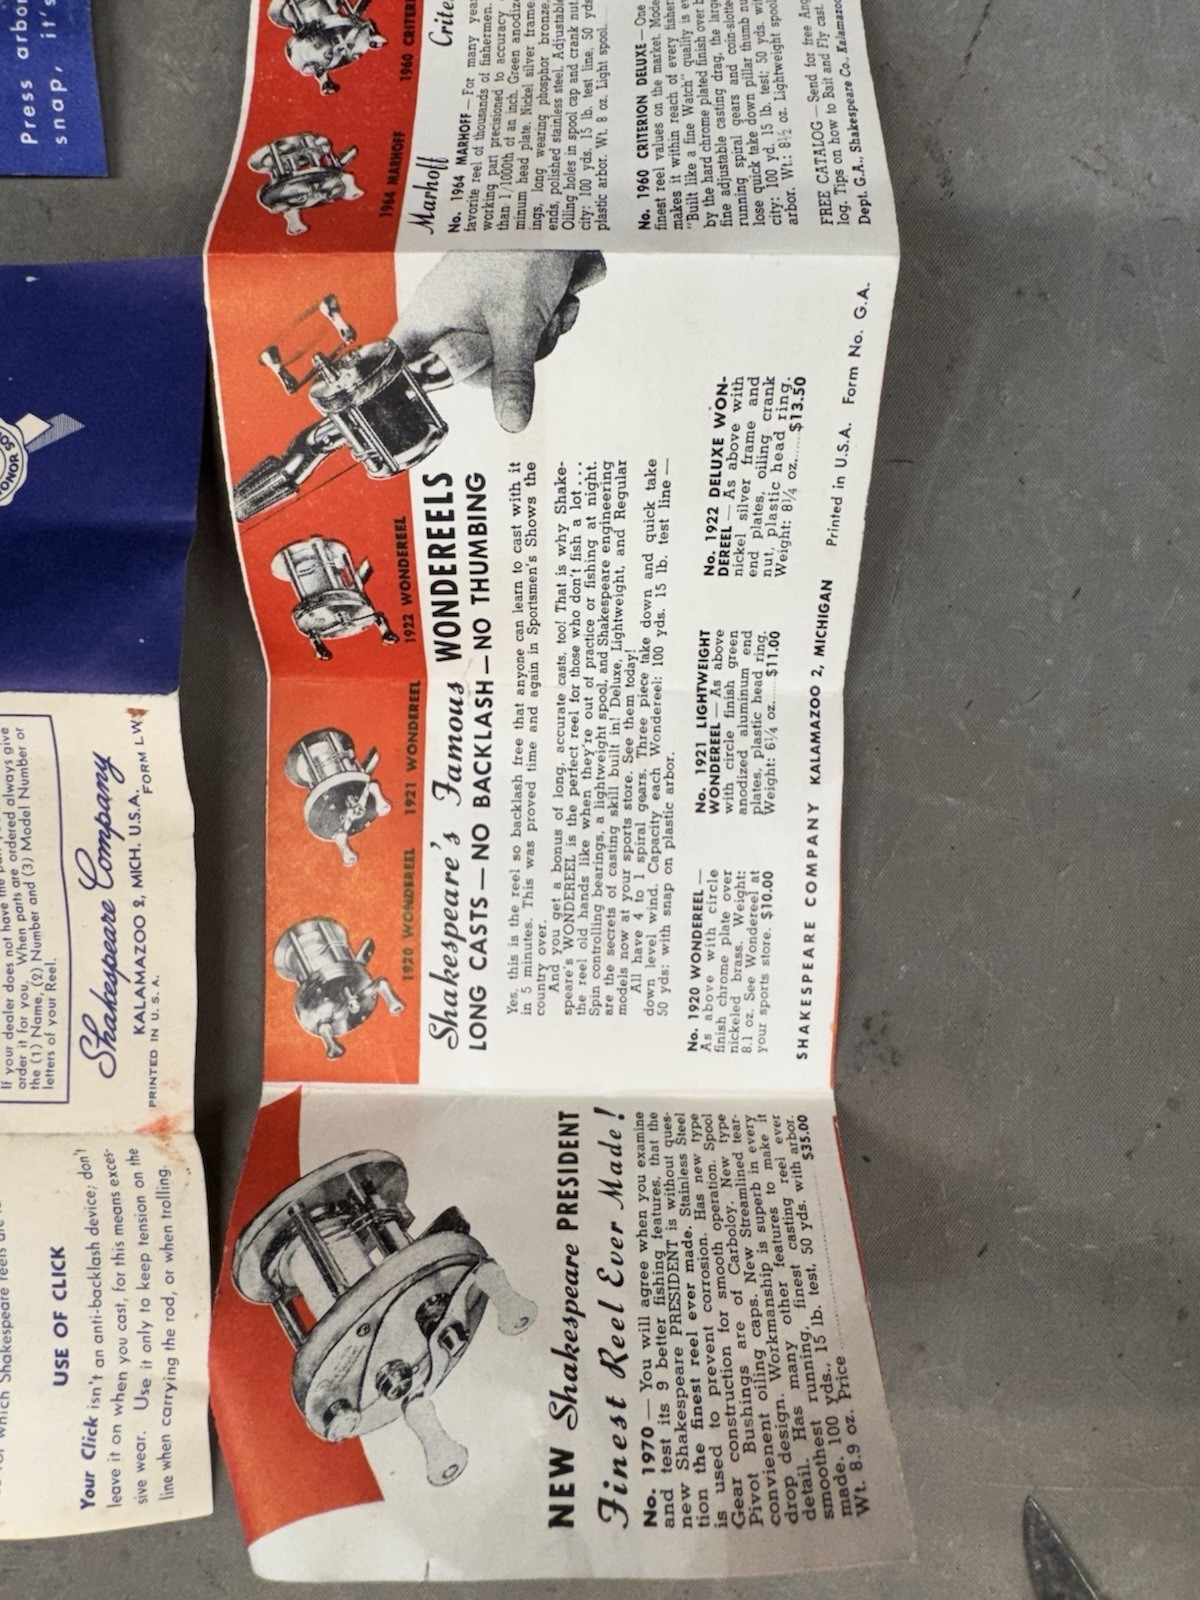 Press arbor
snap, it's
If your dealer does not have the
order it for you. When parts are ordered always give
the (1) Name, (2) Number and (3) Model Number or
letters of your Reel.
Shakespeare Company
KALAMAZOO 2, MICH. U.S.A.
PRINTED IN U. S. A.
FORM LW
which Shakespeare reels are
USE OF CLICK
Your Click isn't an anti-backlash device; don't
leave it on when you cast, for this means exces-
sive wear. Use it only to keep tension on the
line when carrying the rod, or when trolling.
NEW Shakespeare PRESIDENT
Finest Reel Ever Made!
No. 1970 — You will agree when you examine
and test its 9 better fishing features, that the
new Shakespeare PRESIDENT is without ques-
tion the finest reel ever made. Stainless Steel
is used to prevent corrosion. Has new type
Gear construction for smooth operation. Spool
Pivot Bushings are of Carboloy. New type
convienent oiling caps. New Streamlined tear-
drop design. Workmanship is superb in every
detail. Has many other features to make it
smoothest running, finest casting reel ever
made. 100 yds., 15 lb. test, 50 yds. with arbor.
Wt. 8.9 oz. Price ........ $35.00
1920 WONDEREEL
1921 WONDEREEL
1922 WONDEREEL
Shakespeare's Famous WONDEREELS
LONG CASTS — NO BACKLASH — NO THUMBING
Yes, this is the reel so backlash free that anyone can learn to cast with it
in 5 minutes. This was proved time and again in Sportsmen's Shows the
country over.
And you get a bonus of long, accurate casts, too! That is why Shake-
speare's WONDEREEL is the perfect reel for those who don't fish a lot...
the reel old hands like when they're out of practice or fishing at night.
Spin controlling bearings, a lightweight spool, and Shakespeare engineering
are the secrets of casting skill built in! Deluxe, Lightweight, and Regular
models now at your sports store. See them today!
All have 4 to 1 spiral gears. Three piece take down and quick take
down level wind. Capacity each Wondereel: 100 yds. 15 lb. test line —
50 yds: with snap on plastic arbor.
No. 1920 WONDEREEL —
As above with circle
finish chrome plate over
nickeled brass. Weight:
8.1 oz. See Wondereel at
your sports store. $10.00
No. 1921 LIGHTWEIGHT
WONDEREEL — As above
with circle finish green
anodized aluminum end
plates, plastic head ring.
Weight: 6¼ oz.....$11.00
No. 1922 DELUXE WON-
DEREEL — As above with
nickel silver frame and
end plates, oiling crank
nut, plastic head ring.
Weight: 8¼ oz.....$13.50
SHAKESPEARE COMPANY KALAMAZOO 2, MICHIGAN Printed in U.S.A. Form No. G.A.
1964 MARHOFF
1960 CRITER
Marhoff
Crite
No. 1964 MARHOFF — For many yea
favorite reel of thousands of fishermen.
working part precisioned to accuracy
than 1/1000th of an inch. Green anodiz
minum head plate. Nickel silver frame
ings, long wearing phosphor bronze
ends, polished stainless steel. Adjustable
Oiling holes in spool cap and crank nut
city: 100 yds. 15 lb. test line, 50 yds
plastic arbor. Wt. 8 oz. Light spool
No. 1960 CRITERION DELUXE — One
finest reel values on the market. Mode
makes it within reach of every fisher
"Built like a fine Watch" quality is e
by the hard chrome plated finish over b
fine adjustable casting drag, the large
running spiral gears and coin-slotte
lose quick take down pillar thumb nu
city: 100 yd. 15 lb. test; 50 yds. wi
arbor. Wt.: 8½ oz. Lightweight spool
FREE CATALOG — Send for free Ang
log. Tips on how to Bait and Fly cast.
Dept. G.A., Shakespeare Co., Kalamazoo